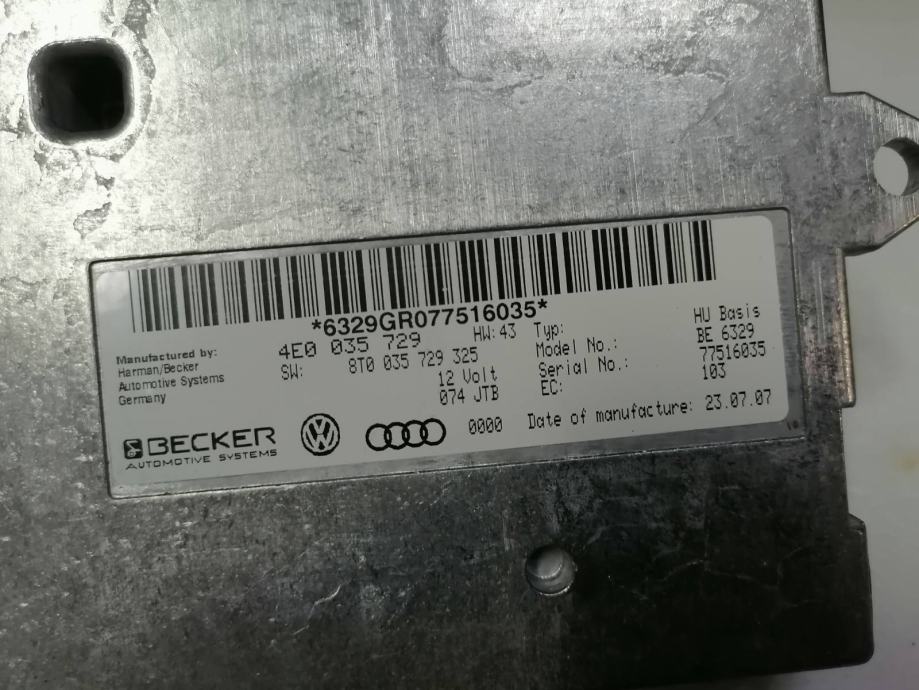 *6329GR077516035*
Manufactured by:
Harman/Becker
Automotive Systems
Germany
4E0 035 729 HW:43
SW: 8T0 035 729 325
12 Volt
074 JTB
Typ: HU Basis
Model No.: BE 6329
Serial No.: 77516035
EC: 103
BECKER
AUTOMOTIVE SYSTEMS
0000
Date of manufacture: 23.07.07